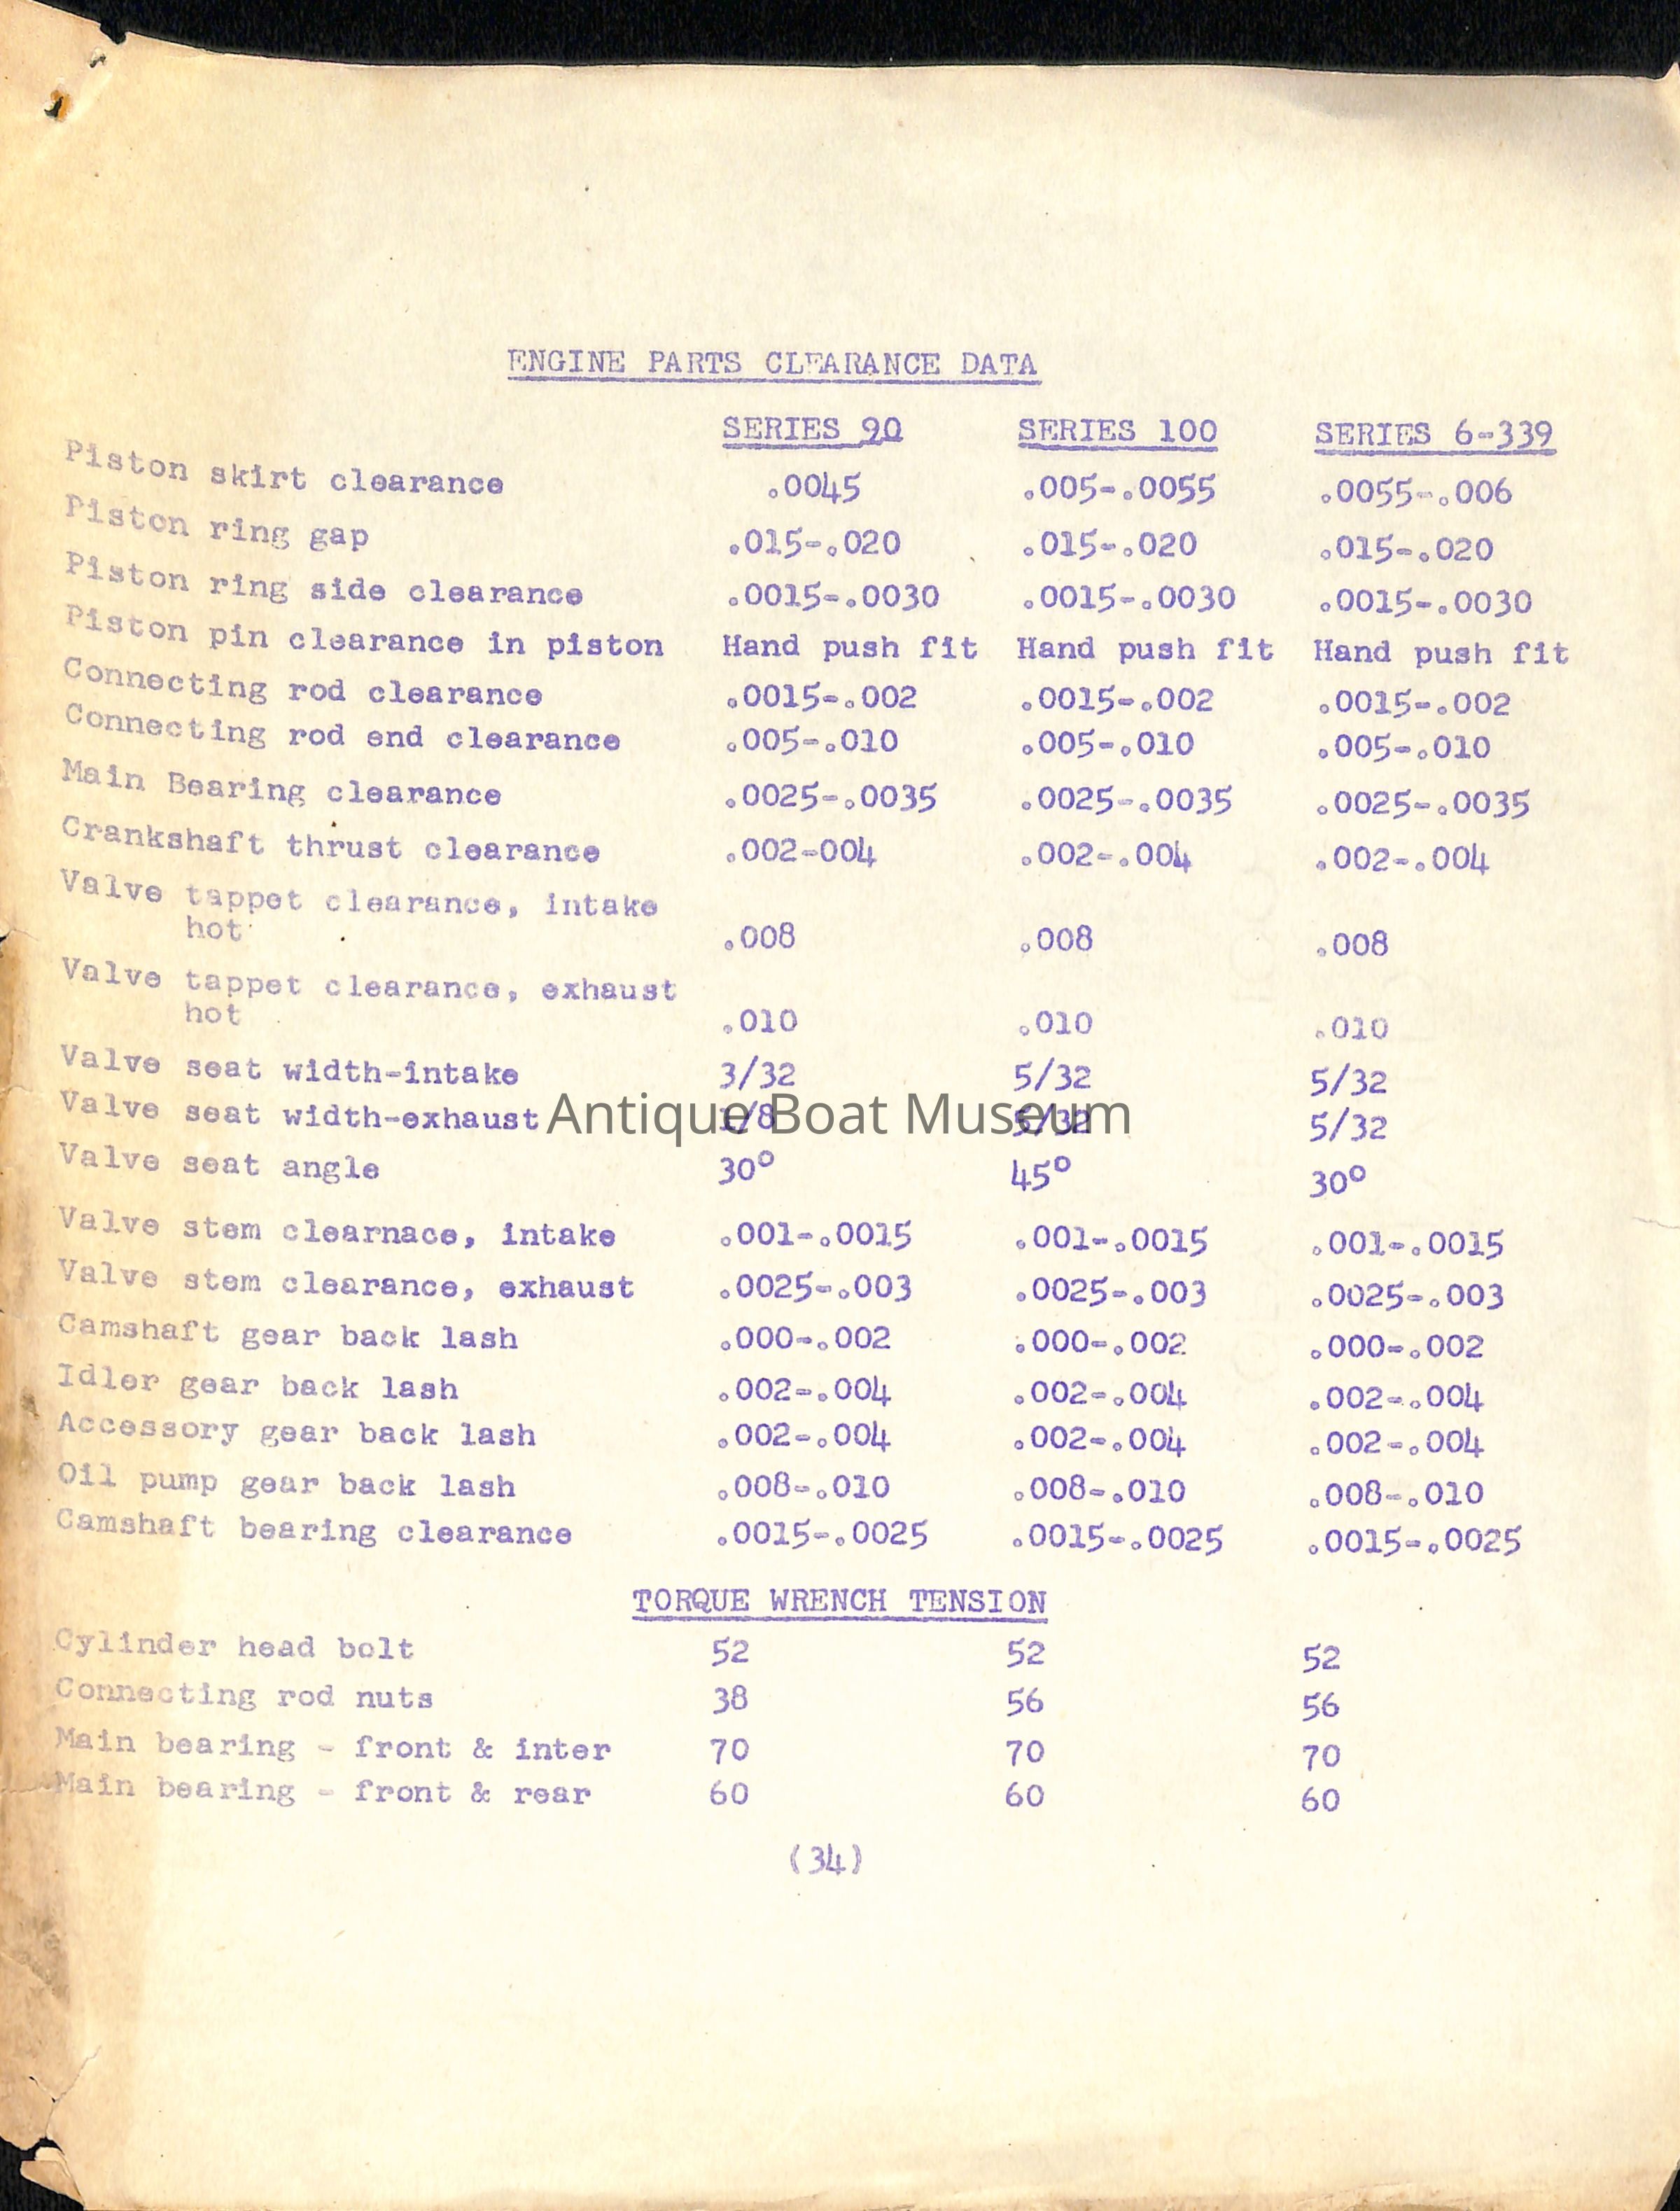 ENGINE PARTS CLEARANCE DATA
SERIES 90 SERIES 100 SERIES 6-339
Piston skirt clearance .0045 .005-.0055 .0055-.006
Piston ring gap .015-.020 .015-.020 .015-.020
Piston ring side clearance .0015-.0030 .0015-.0030 .0015-.0030
Piston pin clearance in piston Hand push fit Hand push fit Hand push fit
Connecting rod clearance .0015-.002 .0015-.002 .0015-.002
Connecting rod end clearance .005-.010 .005-.010 .005-.010
Main Bearing clearance .0025-.0035 .0025-.0035 .0025-.0035
Crankshaft thrust clearance .002-004 .002-.004 .002-.004
Valve tappet clearance, intake
hot .008 .008 .008
Valve tappet clearance, exhaust
hot .010 .010 .010
Valve seat width-intake 3/32 5/32 5/32
Valve seat width-exhaust 1/8 5/32 5/32
Antique Boat Museum
Valve seat angle 30° 45° 30°
Valve stem clearnace, intake .001-.0015 .001-.0015 .001-.0015
Valve stem clearance, exhaust .0025-.003 .0025-.003 .0025-.003
Camshaft gear back lash .000-.002 .000-.002 .000-.002
Idler gear back lash .002-.004 .002-.004 .002-.004
Accessory gear back lash .002-.004 .002-.004 .002-.004
Oil pump gear back lash .008-.010 .008-.010 .008-.010
Camshaft bearing clearance .0015-.0025 .0015-.0025 .0015-.0025
TORQUE WRENCH TENSION
Cylinder head bolt 52 52 52
Connecting rod nuts 38 56 56
Main bearing - front & inter 70 70 70
Main bearing - front & rear 60 60 60
(34)